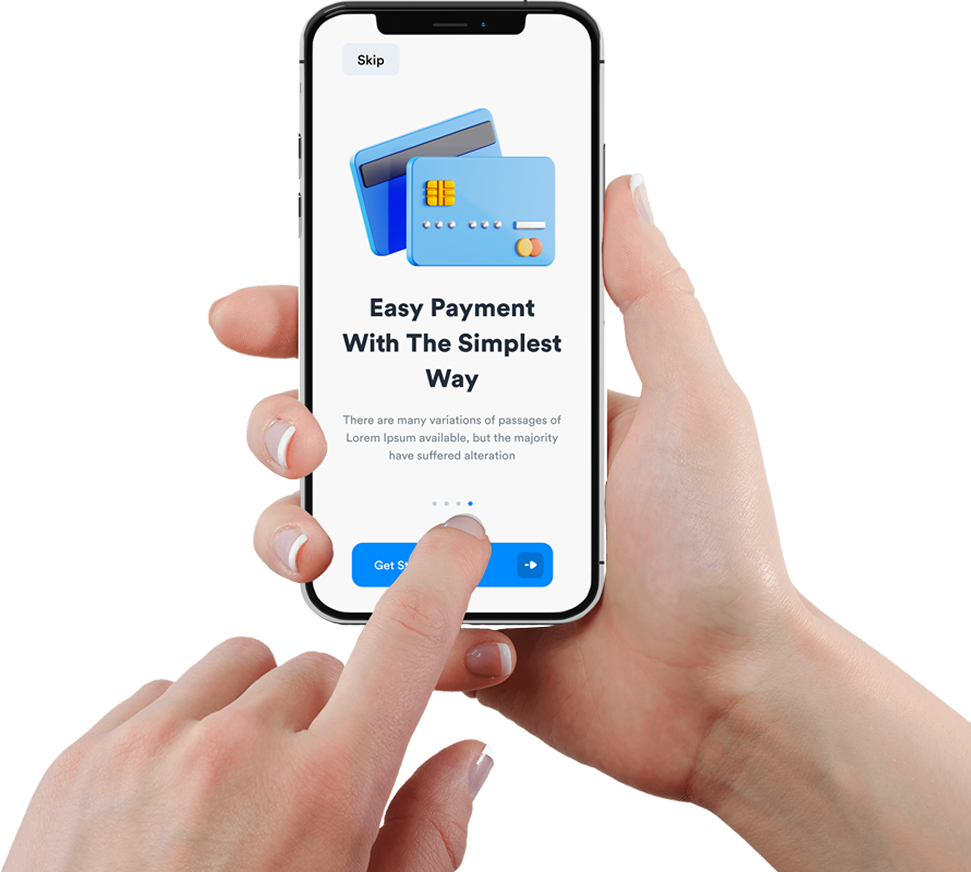 Skip
Easy Payment
With The Simplest
Way
There are many variations of passages of
Lorem Ipsum available, but the majority
have suffered alteration
Get